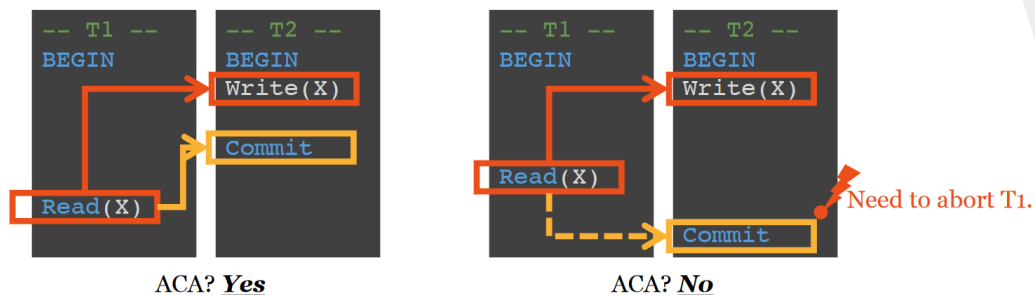 -- T1 --
BEGIN
Read(X)
-- T2 --
BEGIN
Write(X)
Commit
ACA? Yes
-- T1 --
BEGIN
Read(X)
-- T2 --
BEGIN
Write(X)
Commit
Need to abort T1.
ACA? No